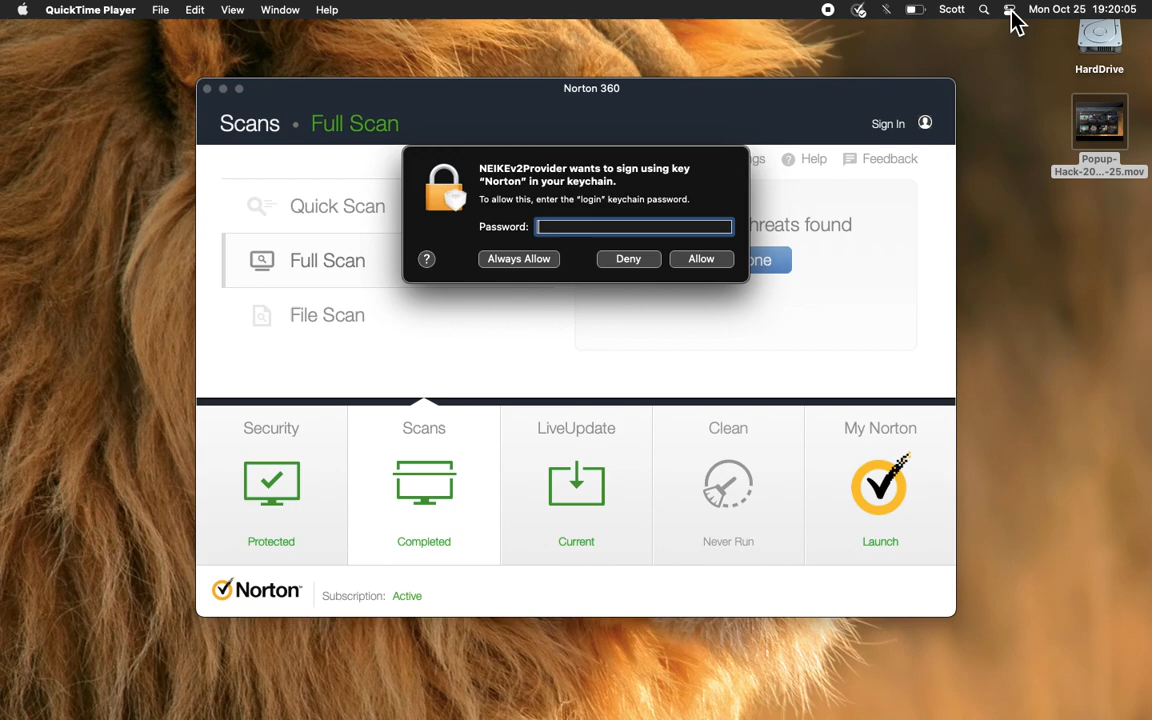 QuickTime Player File Edit View Window Help Scott Mon Oct 25 19:20:05
HardDrive
Norton 360
Scans • Full Scan
Sign In
Popup-
Hack-20...-25.mov
Help Feedback
NEIKEv2Provider wants to sign using key
"Norton" in your keychain.
To allow this, enter the "login" keychain password.
Password:
? Always Allow Deny Allow
Quick Scan
Full Scan
File Scan
found
Security Scans LiveUpdate Clean My Norton
Protected Completed Current Never Run Launch
Norton
Subscription: Active